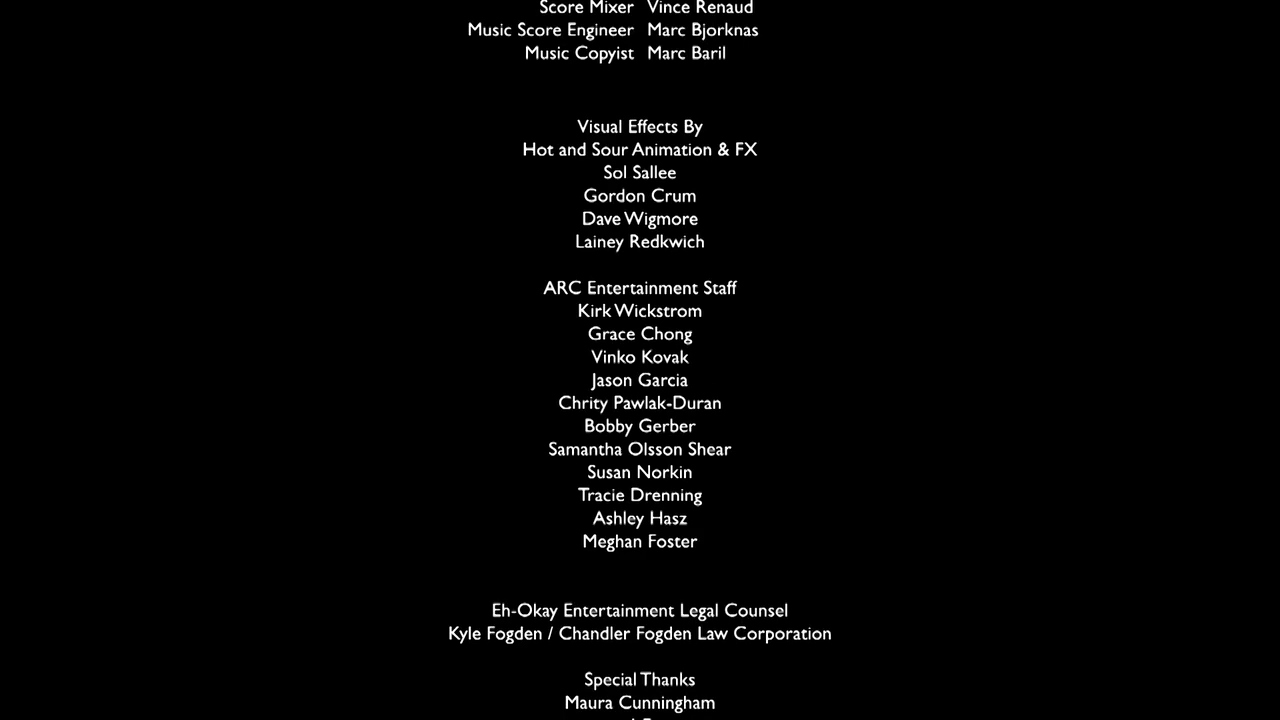 Score Mixer Vince Renaud
Music Score Engineer Marc Bjorknas
Music Copyist Marc Baril
Visual Effects By
Hot and Sour Animation & FX
Sol Sallee
Gordon Crum
Dave Wigmore
Lainey Redkwich
ARC Entertainment Staff
Kirk Wickstrom
Grace Chong
Vinko Kovak
Jason Garcia
Chrity Pawlak-Duran
Bobby Gerber
Samantha Olsson Shear
Susan Norkin
Tracie Drenning
Ashley Hasz
Meghan Foster
Eh-Okay Entertainment Legal Counsel
Kyle Fogden / Chandler Fogden Law Corporation
Special Thanks
Maura Cunningham